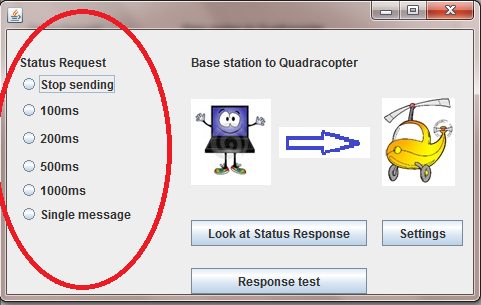 Status Request
Stop sending
100ms
200ms
500ms
1000ms
Single message
Base station to Quadracopter
Look at Status Response
Settings
Response test